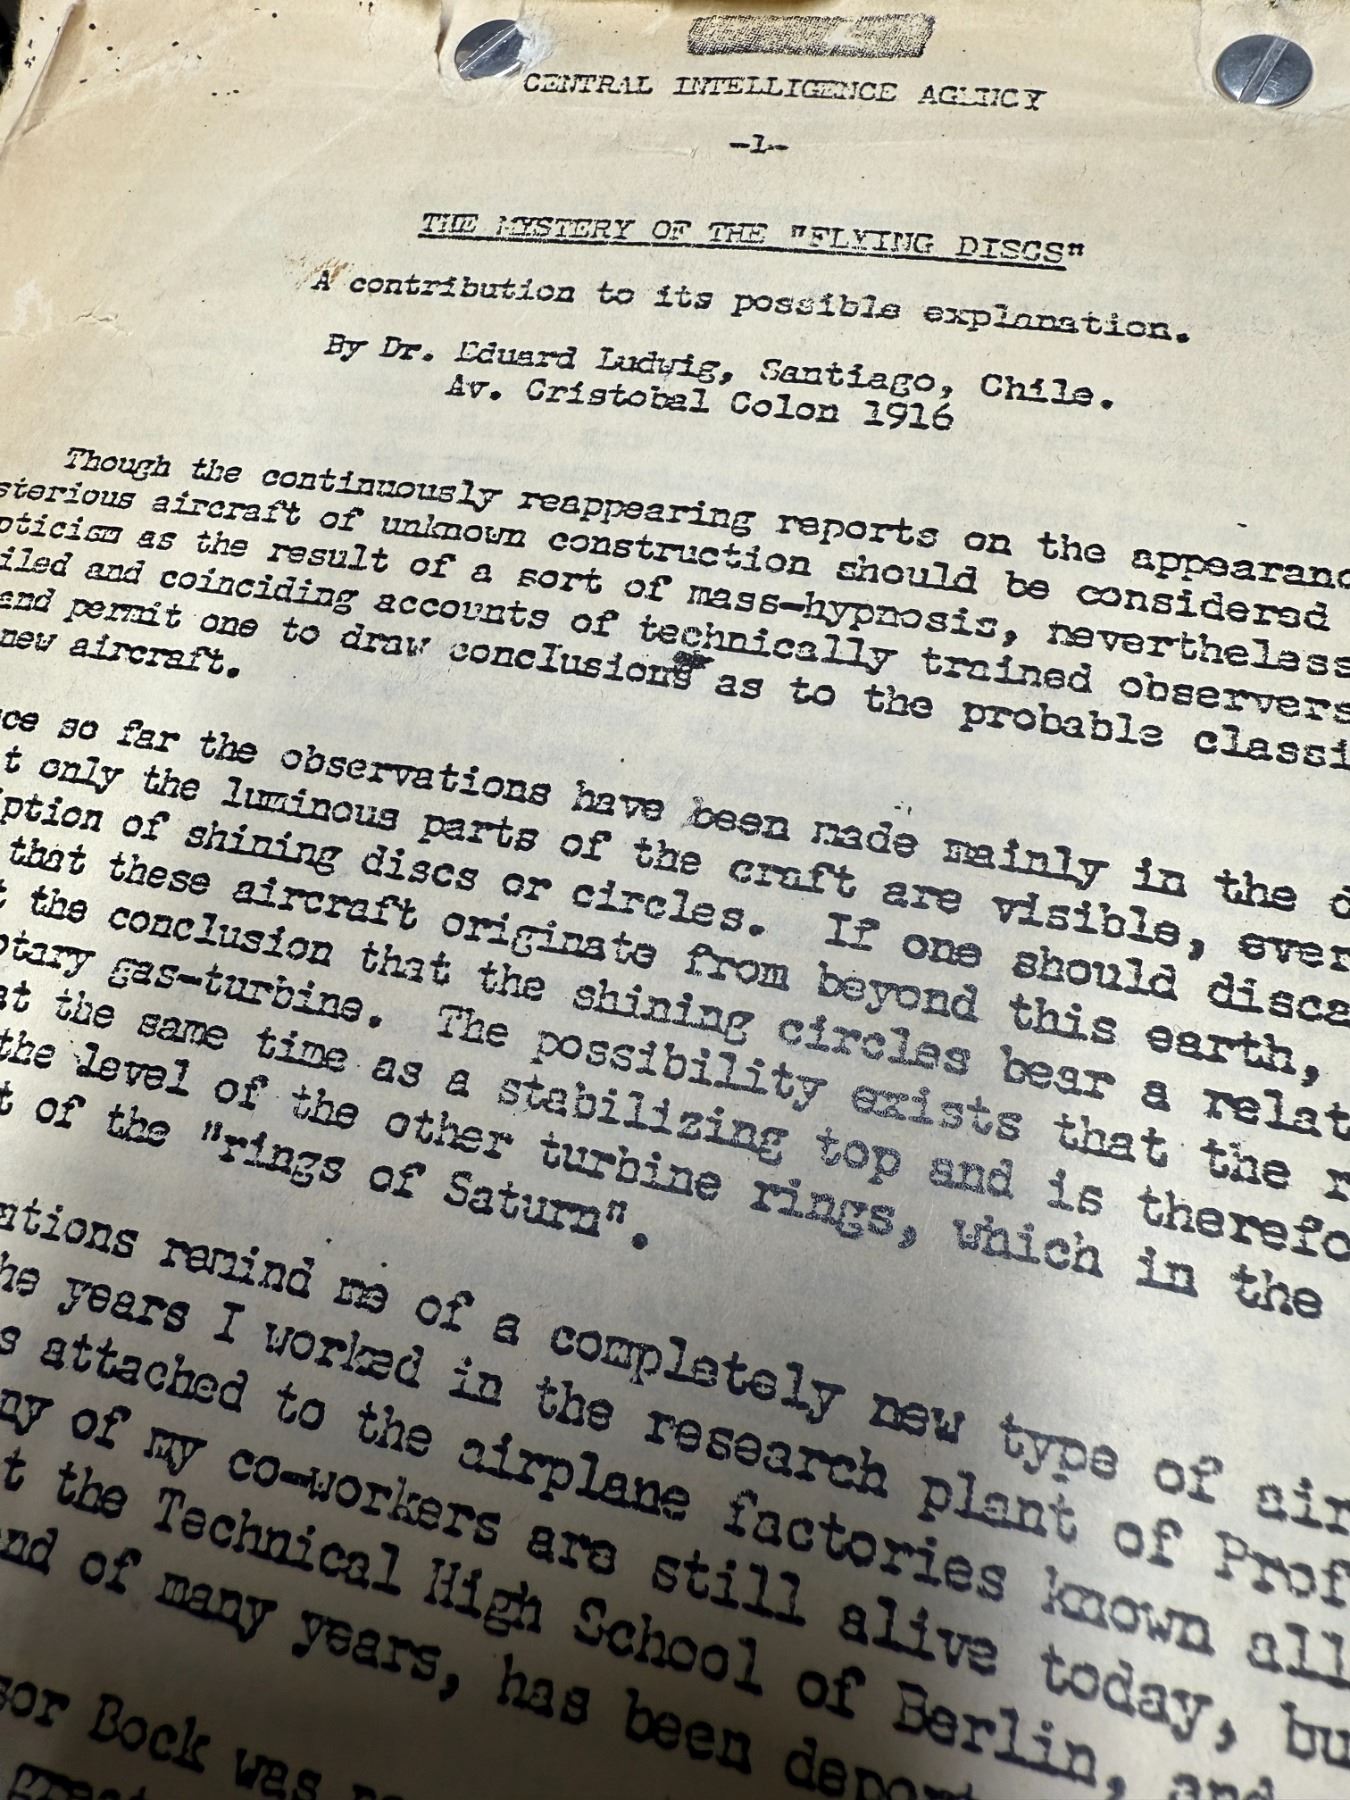 CENTRAL INTELLIGENCE AGENCY
-1-
THE MYSTERY OF THE "FLYING DISCS"
A contribution to its possible explanation.
By Dr. Eduard Ludwig, Santiago, Chile.
Av. Cristobal Colon 1916
Though the continuously reappearing reports on the appearanc
sterious aircraft of unknown construction should be considered
pticism as the result of a sort of mass-hypnosis, nevertheless
iled and coinciding accounts of technically trained observers
and permit one to draw conclusions as to the probable classi
new aircraft.
ce so far the observations have been made mainly in the d
t only the luminous parts of the craft are visible, ever
iption of shining discs or circles. If one should disca
that these aircraft originate from beyond this earth,
t the conclusion that the shining circles bear a relat
otary gas-turbine. The possibility exists that the r
at the same time as a stabilizing top and is therefo
the level of the other turbine rings, which in the
t of the "rings of Saturn".
ations remind me of a completely new type of air
he years I worked in the research plant of Prof
s attached to the airplane factories known all
ny of my co-workers are still alive today, bu
t the Technical High School of Berlin, and
nd of many years, has been deport
sor Bock was
great